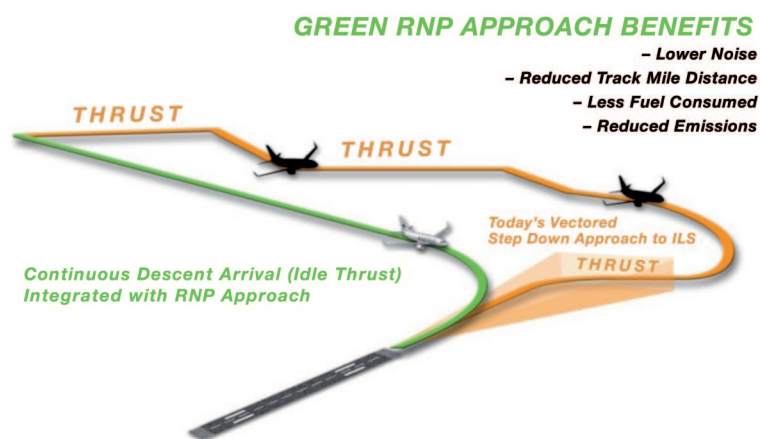 GREEN RNP APPROACH BENEFITS
– Lower Noise
– Reduced Track Mile Distance
– Less Fuel Consumed
– Reduced Emissions
THRUST
THRUST
Today's Vectored
Step Down Approach to ILS
THRUST
Continuous Descent Arrival (Idle Thrust)
Integrated with RNP Approach